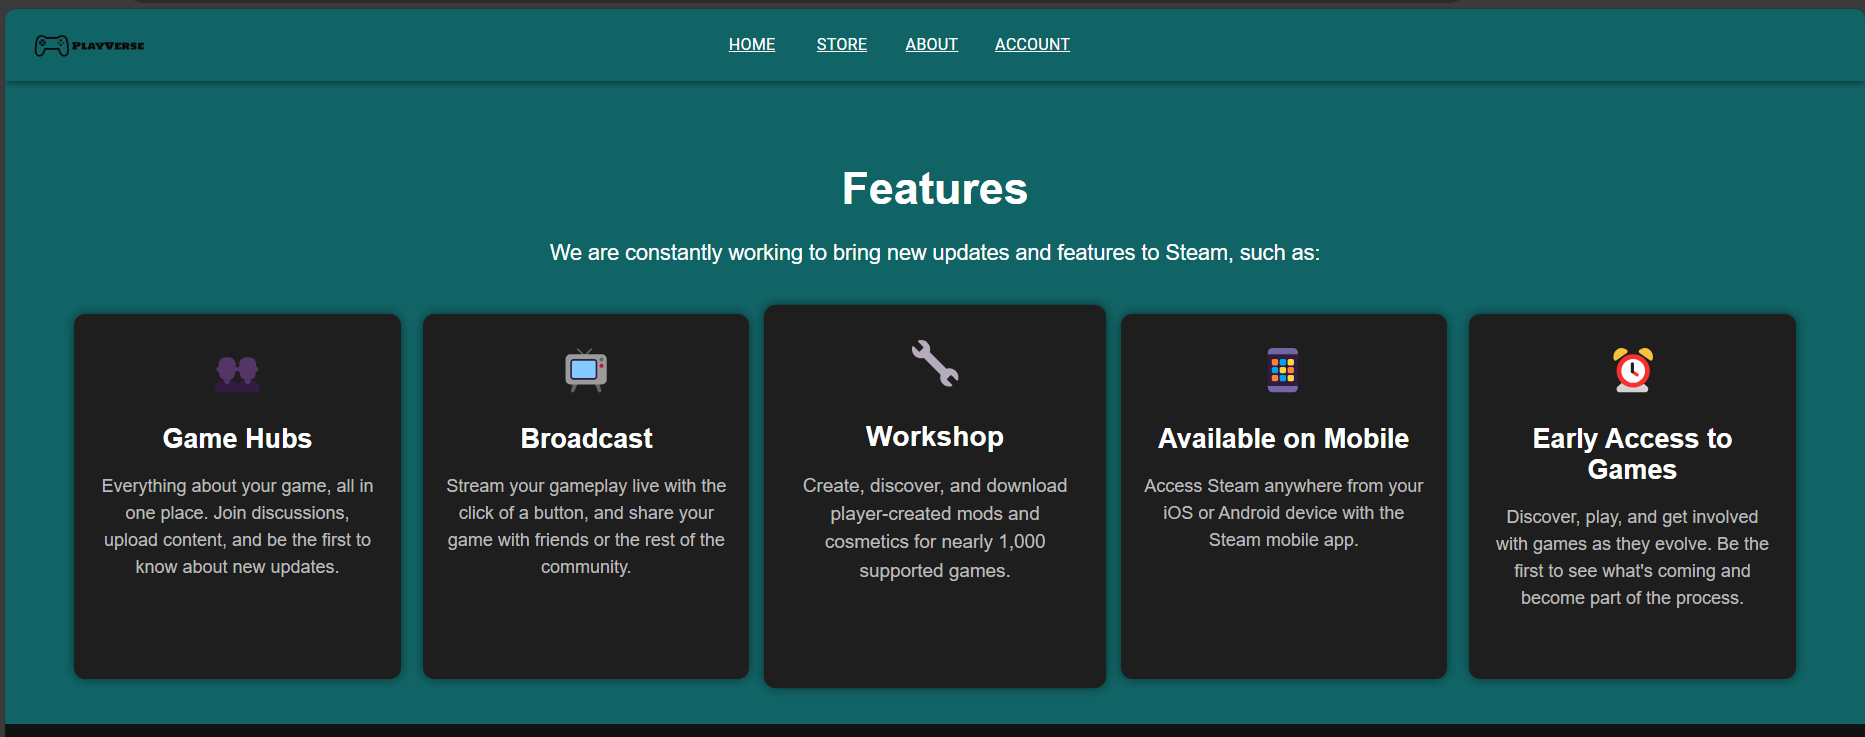 PlayVerse
HOME STORE ABOUT ACCOUNT
Features
We are constantly working to bring new updates and features to Steam, such as:
Game Hubs
Everything about your game, all in
one place. Join discussions,
upload content, and be the first to
know about new updates.
Broadcast
Stream your gameplay live with the
click of a button, and share your
game with friends or the rest of the
community.
Workshop
Create, discover, and download
player-created mods and
cosmetics for nearly 1,000
supported games.
Available on Mobile
Access Steam anywhere from your
iOS or Android device with the
Steam mobile app.
Early Access to
Games
Discover, play, and get involved
with games as they evolve. Be the
first to see what's coming and
become part of the process.